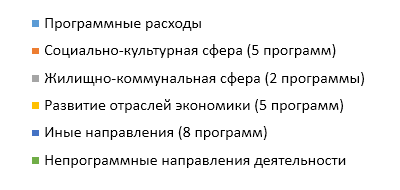 Программные расходы
Социально-культурная сфера (5 программ)
Жилищно-коммунальная сфера (2 программы)
Развитие отраслей экономики (5 программ)
Иные направления (8 программ)
Непрограммные направления деятельности